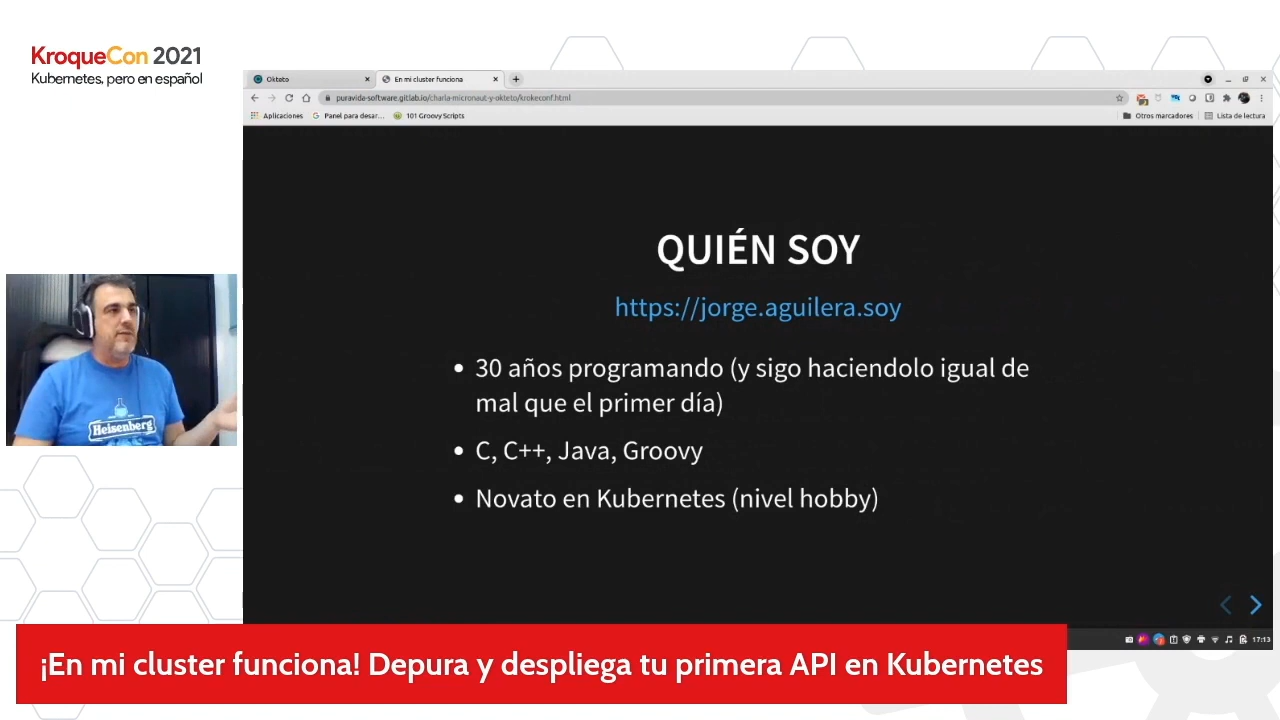 KroqueCon 2021
Kubernetes, pero en español
Okteto
En mi cluster funciona
puravida-software.gitlab.io/charla-micronaut-y-okteto/krokeconf.html
Aplicaciones
Panel para desar...
101 Groovy Scripts
Otros marcadores
Lista de lectura
QUIÉN SOY
https://jorge.aguilera.soy
• 30 años programando (y sigo haciendolo igual de
mal que el primer día)
• C, C++, Java, Groovy
• Novato en Kubernetes (nivel hobby)
Heisenberg
17:13
¡En mi cluster funciona! Depura y despliega tu primera API en Kubernetes